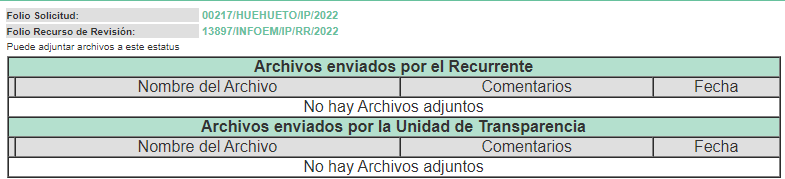 Folio Solicitud: 00217/HUEHUETO/IP/2022
Folio Recurso de Revisión: 13897/INFOEM/IP/RR/2022
Puede adjuntar archivos a este estatus
Archivos enviados por el Recurrente
Nombre del Archivo Comentarios Fecha
No hay Archivos adjuntos
Archivos enviados por la Unidad de Transparencia
Nombre del Archivo Comentarios Fecha
No hay Archivos adjuntos